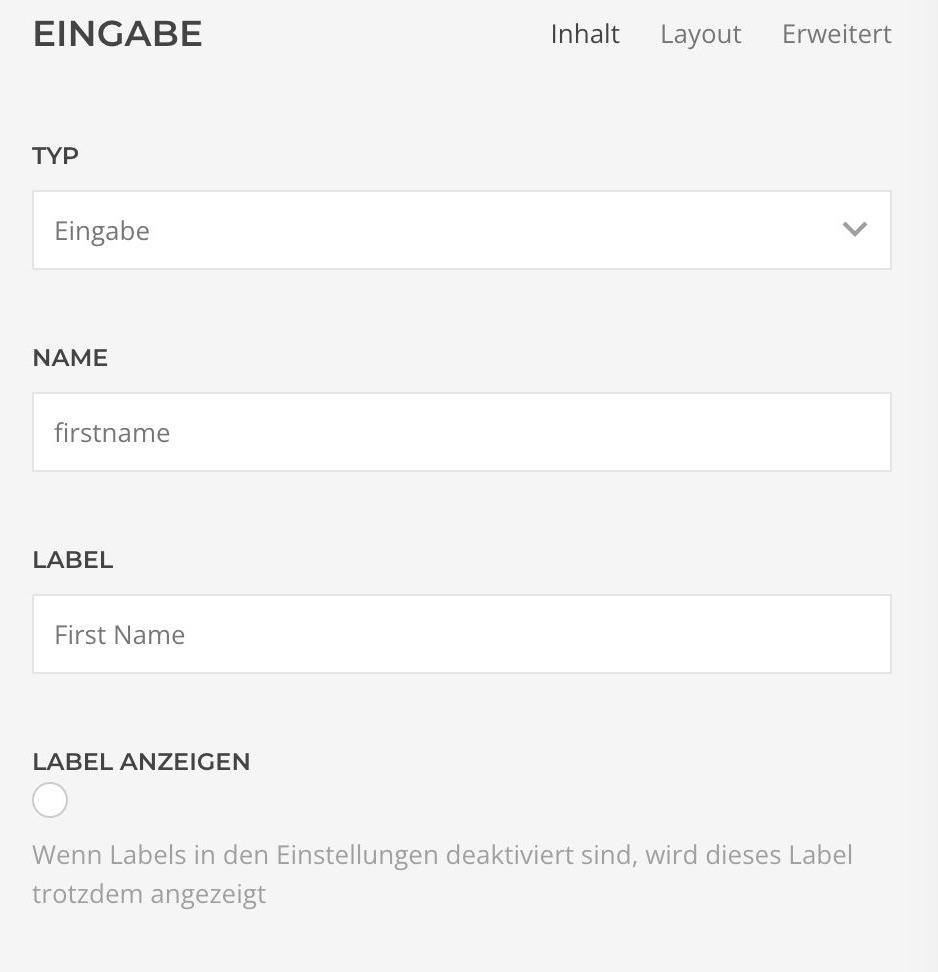 EINGABE Inhalt Layout Erweitert
TYP
Eingabe
NAME
firstname
LABEL
First Name
LABEL ANZEIGEN
Wenn Labels in den Einstellungen deaktiviert sind, wird dieses Label
trotzdem angezeigt